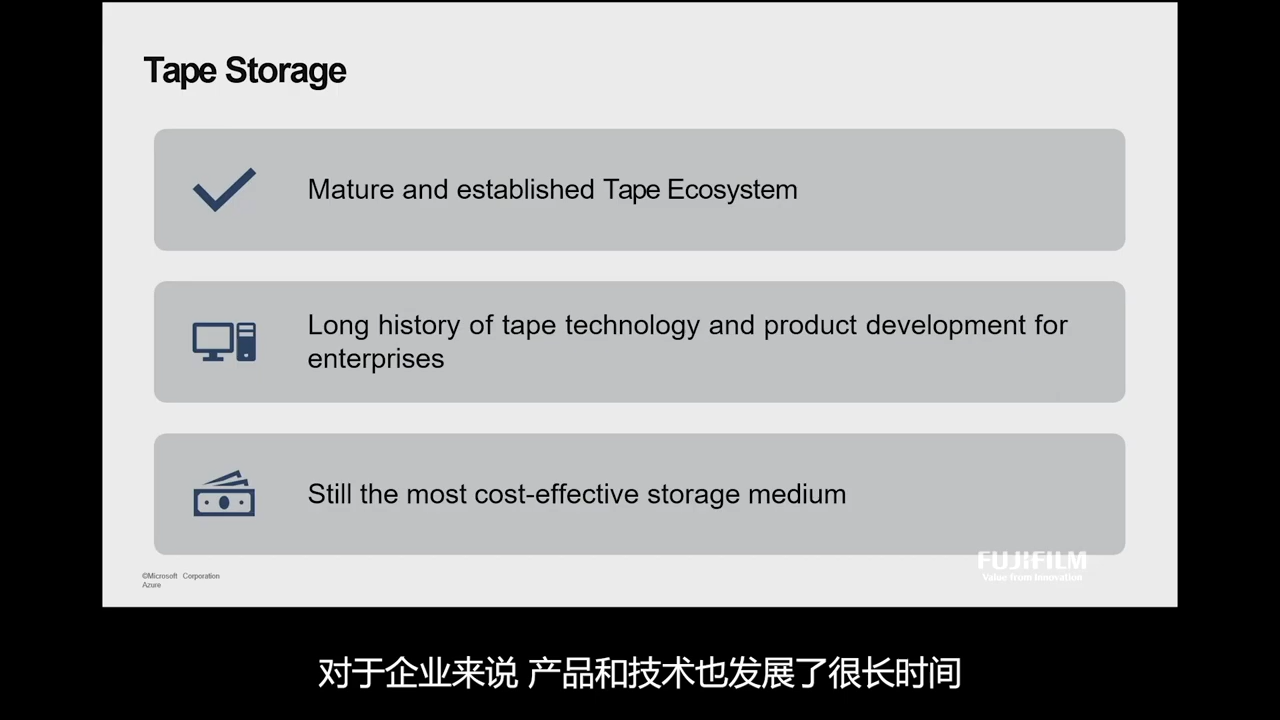 Tape Storage
Mature and established Tape Ecosystem
Long history of tape technology and product development for
enterprises
Still the most cost-effective storage medium
©Microsoft Corporation
Azure
FUJIFILM
Value from Innovation
对于企业来说 产品和技术也发展了很长时间